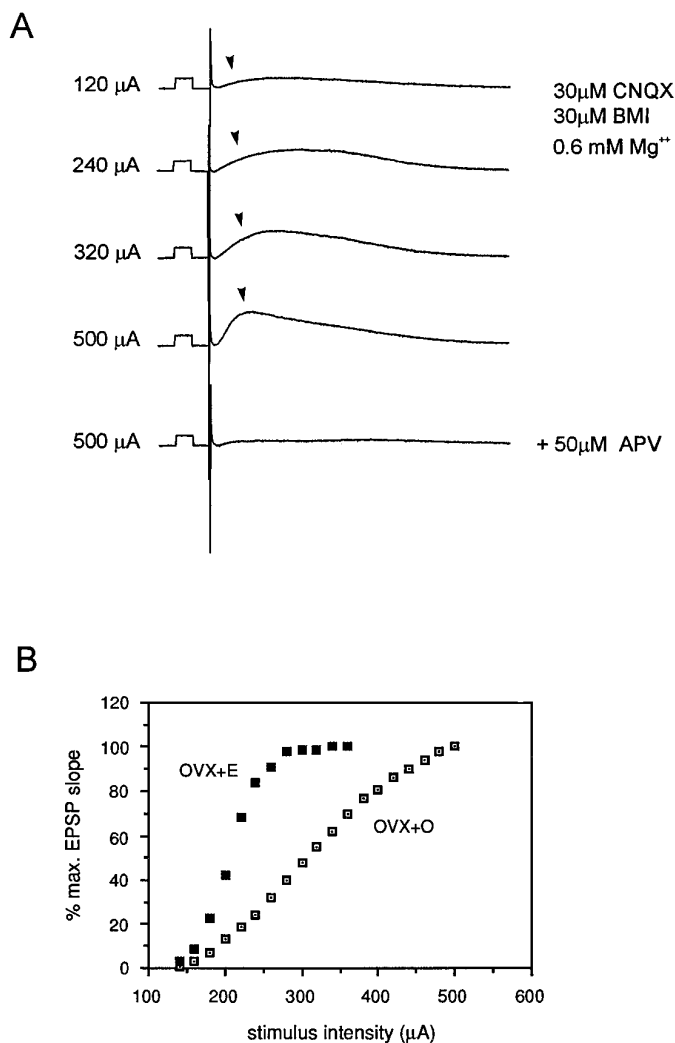 A
120 μA
30μM CNQX
30μM BMI
240 μA
0.6 mM Mg⁺⁺
320 μA
500 μA
500 μA
+ 50μM APV
B
120
100
80
60
40
20
0
% max. EPSP slope
OVX+E
OVX+O
100
200
300
400
500
600
stimulus intensity (μA)